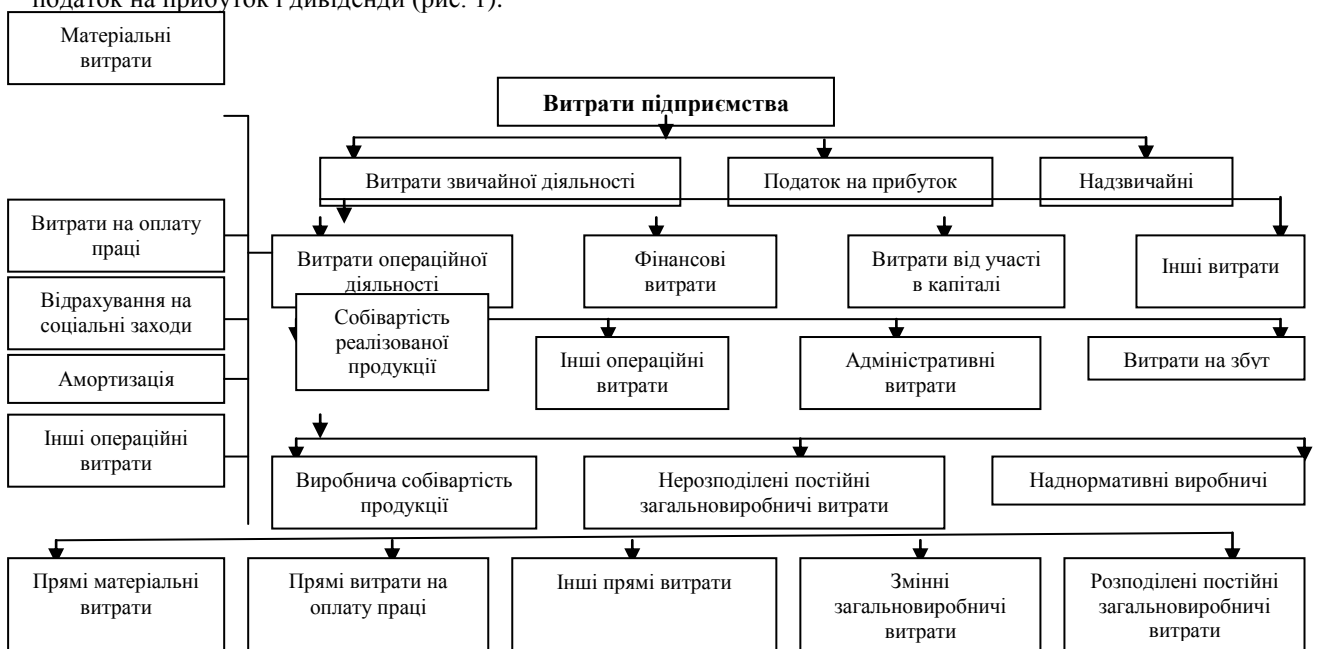 податок на прибуток і дивіденди (рис. 1).
Матеріальні
витрати
Витрати підприємства
Витрати звичайної діяльності
Податок на прибуток
Надзвичайні
Витрати на оплату
праці
Витрати операційної
діяльності
Фінансові
витрати
Витрати від участі
в капіталі
Інші витрати
Відрахування на
соціальні заходи
Собівартість
реалізованої
продукції
Інші операційні
витрати
Адміністративні
витрати
Витрати на збут
Амортизація
Інші операційні
витрати
Виробнича собівартість
продукції
Нерозподілені постійні
загальновиробничі витрати
Наднормативні виробничі
Прямі матеріальні
витрати
Прямі витрати на
оплату праці
Інші прямі витрати
Змінні
загальновиробничі
витрати
Розподілені постійні
загальновиробничі
витрати